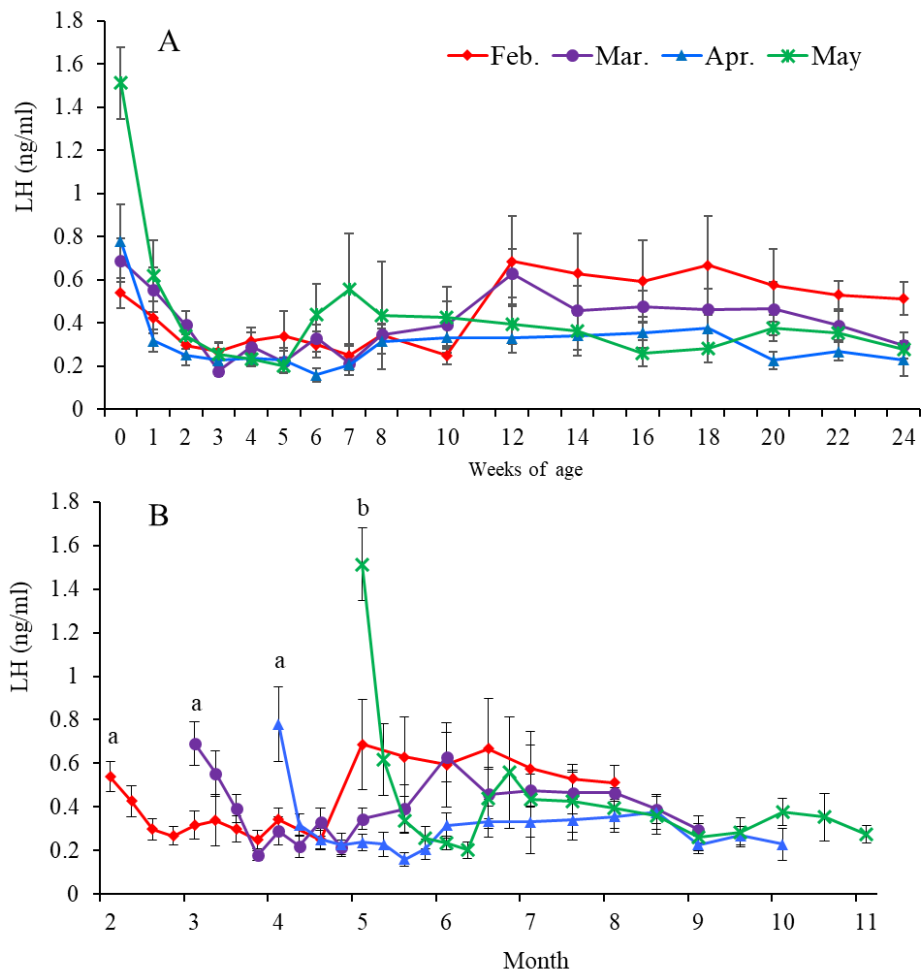 1.8
A
1.6
Feb. Mar. Apr. May
1.4
1.2
1
0.8
0.6
0.4
0.2
0
LH (ng/ml)
0 1 2 3 4 5 6 7 8 10 12 14 16 18 20 22 24
Weeks of age
1.8
B
b
1.6
1.4
1.2
1
0.8
0.6
0.4
0.2
0
LH (ng/ml)
a a a
2 3 4 5 6 7 8 9 10 11
Month